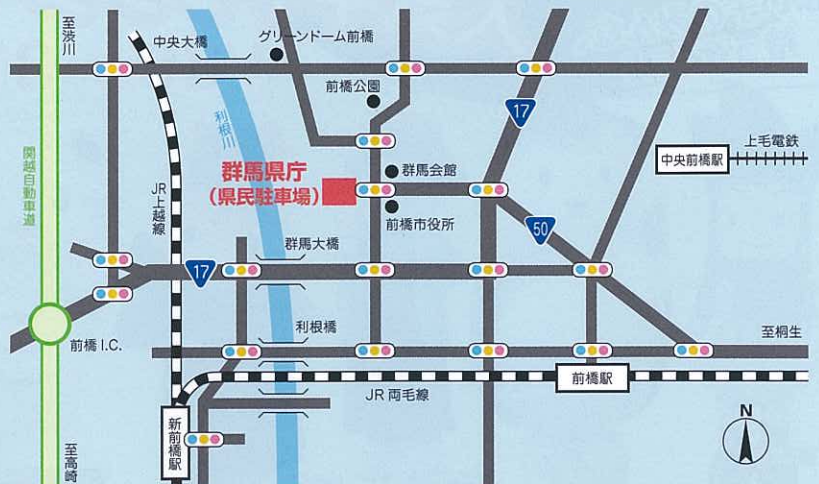 至渋川
中央大橋
グリーンドーム前橋
前橋公園
17
利根川
関越自動車道
JR上越線
群馬県庁
(県民駐車場)
群馬会館
前橋市役所
中央前橋駅
上毛電鉄
50
群馬大橋
17
利根橋
前橋I.C.
至桐生
JR両毛線
前橋駅
新前橋駅
至高崎
N